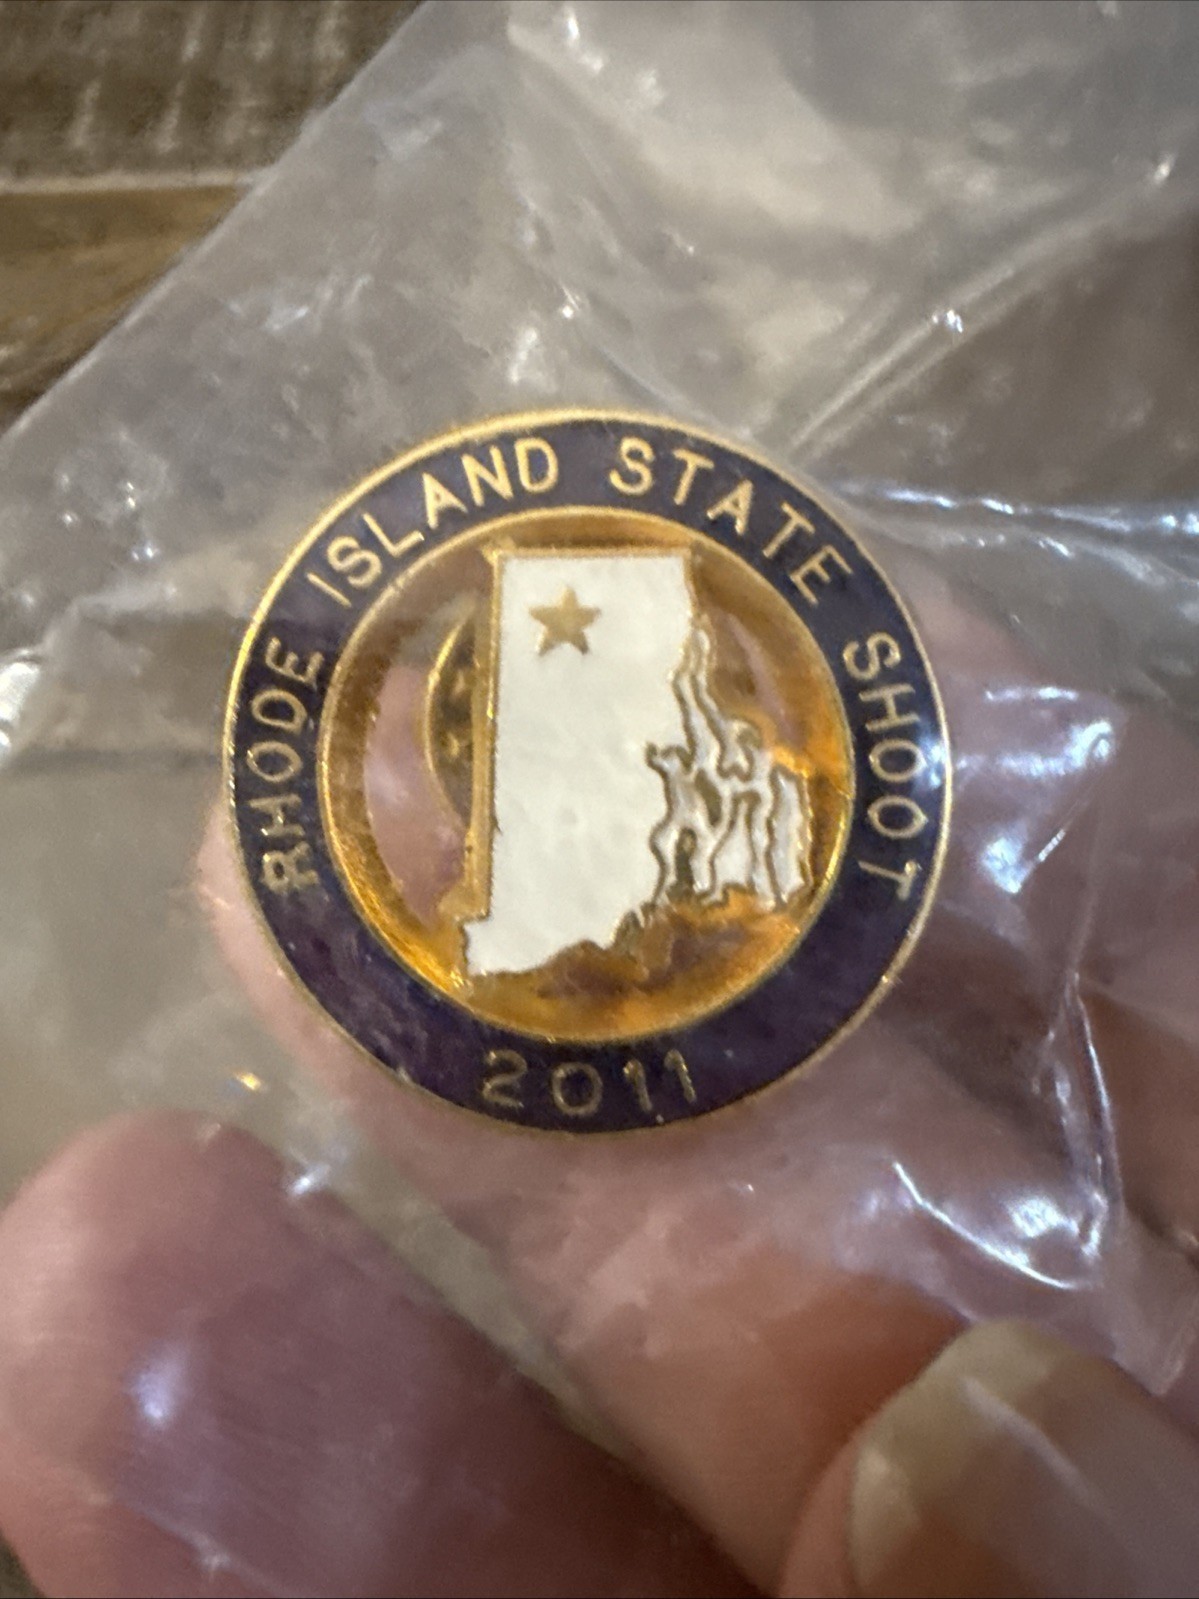 RHODE ISLAND STATE SHOOT
2011